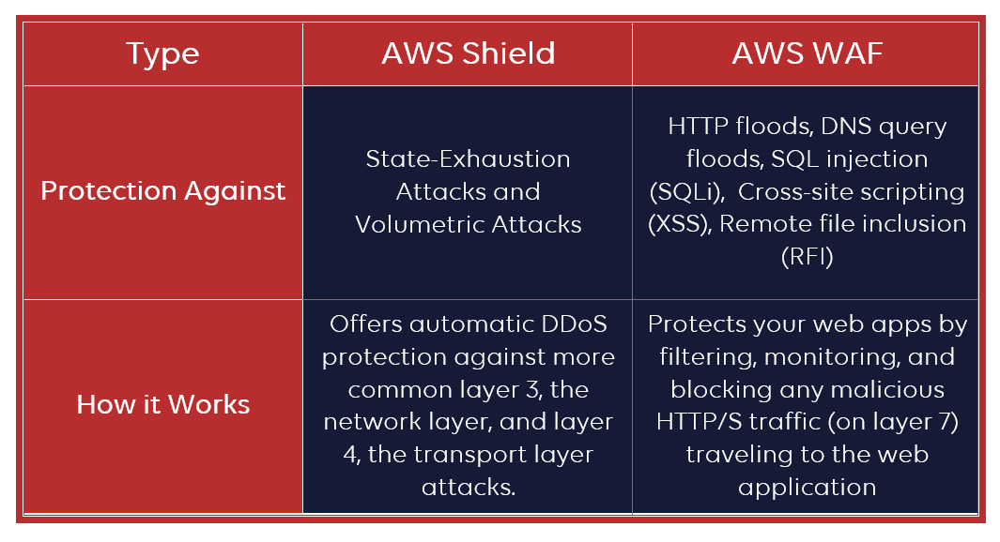 Type
AWS Shield
AWS WAF
Protection Against
State-Exhaustion
Attacks and
Volumetric Attacks
HTTP floods, DNS query
floods, SQL injection
(SQLi),  Cross-site scripting
(XSS), Remote file inclusion
(RFI)
How it Works
Offers automatic DDoS
protection against more
common layer 3, the
network layer, and layer
4, the transport layer
attacks.
Protects your web apps by
filtering, monitoring, and
blocking any malicious
HTTP/S traffic (on layer 7)
traveling to the web
application